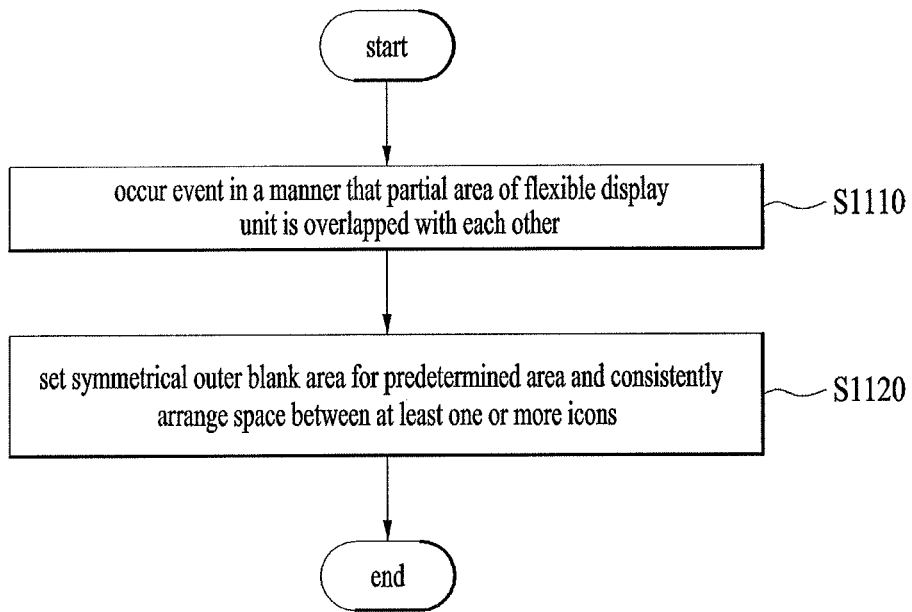 start
occur event in a manner that partial area of flexible display
unit is overlapped with each other
S1110
set symmetrical outer blank area for predetermined area and consistently
arrange space between at least one or more icons
S1120
end